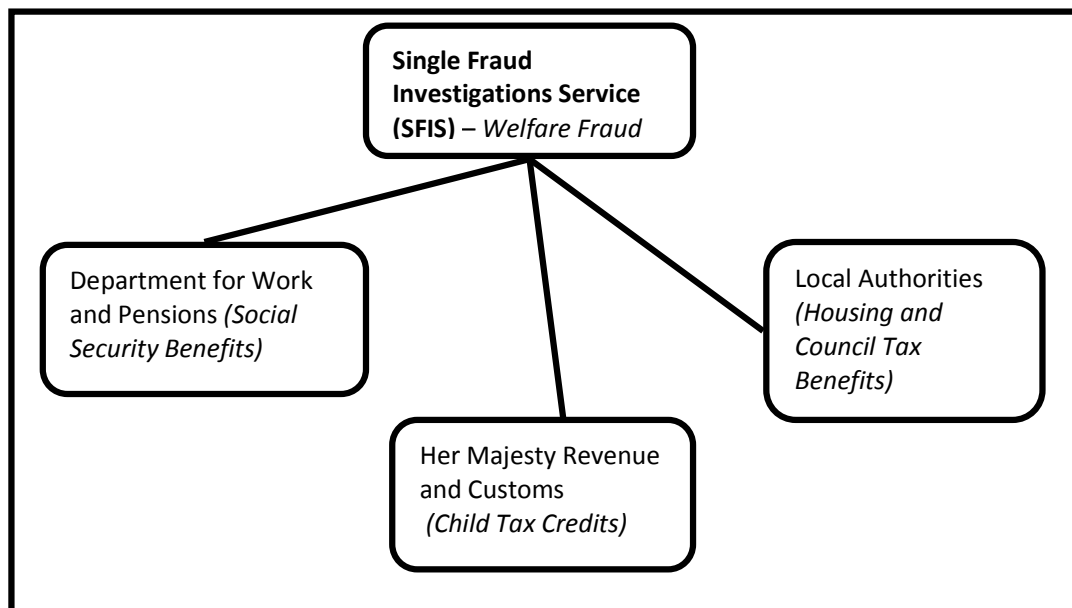 Single Fraud
Investigations Service
(SFIS) – Welfare Fraud
Department for Work
and Pensions (Social
Security Benefits)
Local Authorities
(Housing and
Council Tax
Benefits)
Her Majesty Revenue
and Customs
(Child Tax Credits)